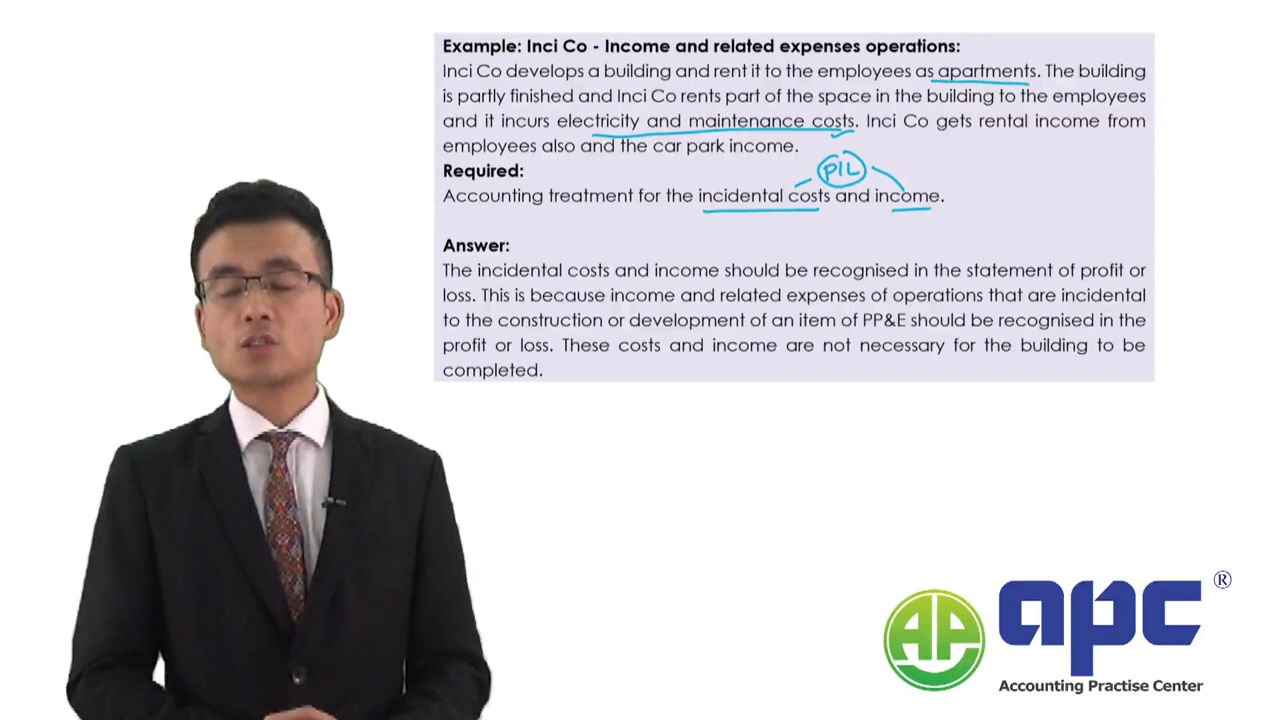 Example: Inci Co - Income and related expenses operations:
Inci Co develops a building and rent it to the employees as apartments. The building
is partly finished and Inci Co rents part of the space in the building to the employees
and it incurs electricity and maintenance costs. Inci Co gets rental income from
employees also and the car park income.
Required:
P/L
Accounting treatment for the incidental costs and income.
Answer:
The incidental costs and income should be recognised in the statement of profit or
loss. This is because income and related expenses of operations that are incidental
to the construction or development of an item of PP&E should be recognised in the
profit or loss. These costs and income are not necessary for the building to be
completed.
AP
apc®
Accounting Practise Center